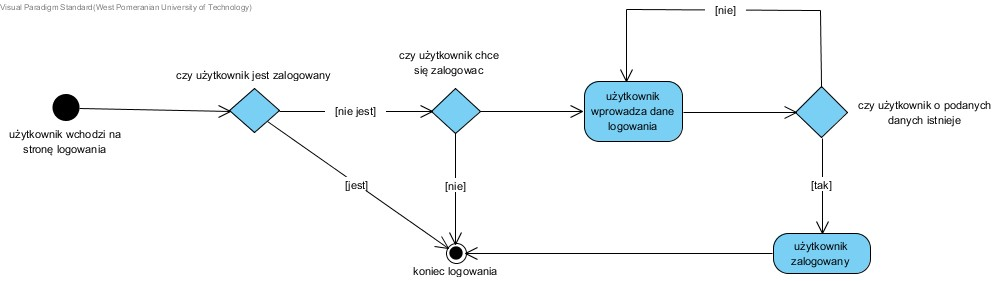 Visual Paradigm Standard(West Pomeranian University of Technology)
[nie]
czy użytkownik chce
się zalogowac
czy użytkownik jest zalogowany
użytkownik wchodzi na
stronę logowania
[nie jest]
użytkownik
wprowadza dane
logowania
czy użytkownik o podanych
danych istnieje
[jest]
[nie]
[tak]
użytkownik
zalogowany
koniec logowania